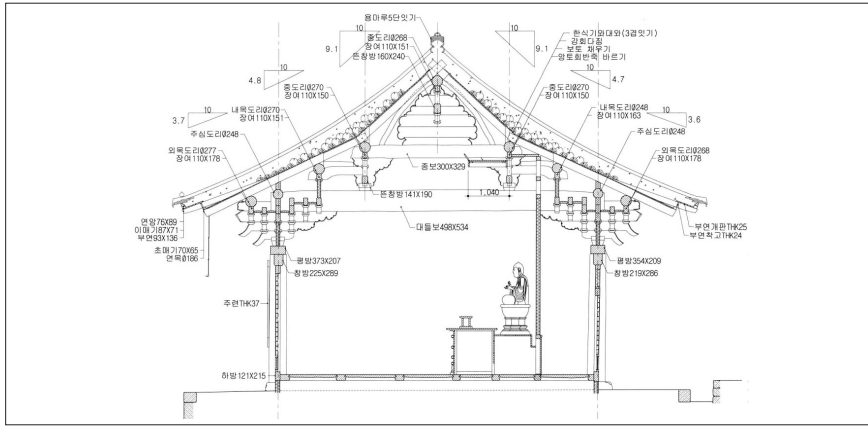 용마루5단잇기
종도리Ø268
장여110X151
뜬창방160X240
10
9.1
10
9.1
한식기와대와(3겹잇기)
강회다짐
보토 채우기
앙토회반죽 바르기
10
4.8
10
4.7
중도리Ø270
장여110X150
중도리Ø270
장여110X150
10
3.7
내목도리Ø270
장여110X151
내목도리Ø248
장여110X163
10
3.6
주심도리Ø248
주심도리Ø248
외목도리Ø277
장여110X178
외목도리Ø268
장여110X178
종보300X329
뜬창방141X190
1,040
대들보498X534
연암76X89
이매기87X71
부연93X136
초매기70X65
연목Ø186
부연개판THK25
부연착고THK24
평방373X207
창방225X289
평방354X209
창방219X286
주련THK37
하방121X215